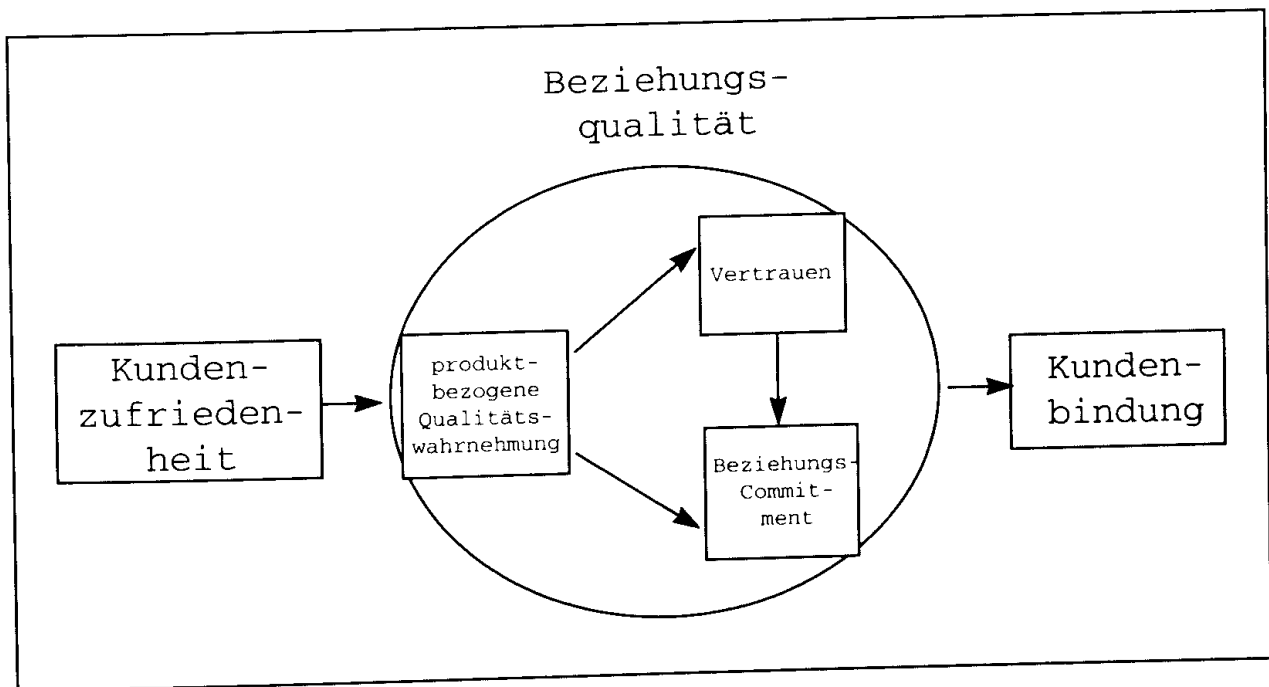 Beziehungs-
qualität
Kunden-
zufrieden-
heit
produkt-
bezogene
Qualitäts-
wahrnehmung
Vertrauen
Beziehungs-
Commit-
ment
Kunden-
bindung